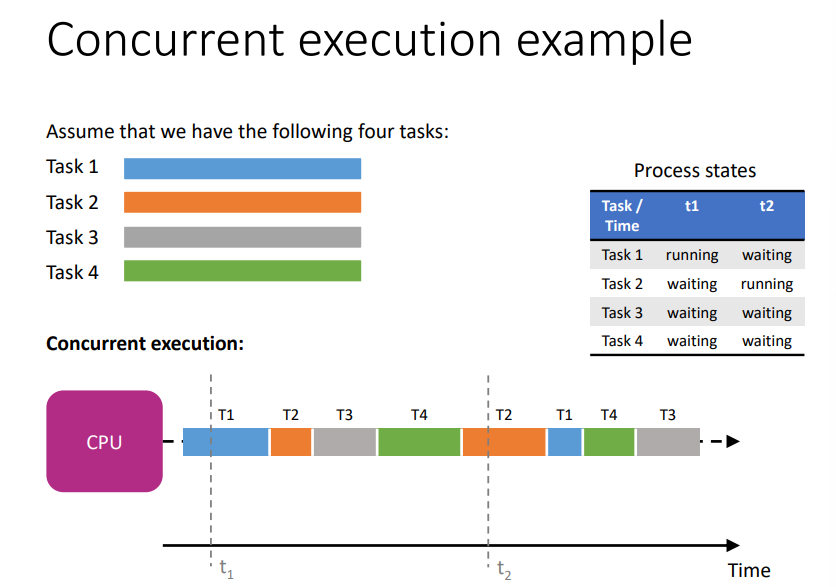 Concurrent execution example
Assume that we have the following four tasks:
Task 1
Task 2
Task 3
Task 4
Process states
Task / Time t1 t2
Task 1 running waiting
Task 2 waiting running
Task 3 waiting waiting
Task 4 waiting waiting
Concurrent execution:
CPU
T1 T2 T3 T4 T2 T1 T4 T3
t1 t2
Time